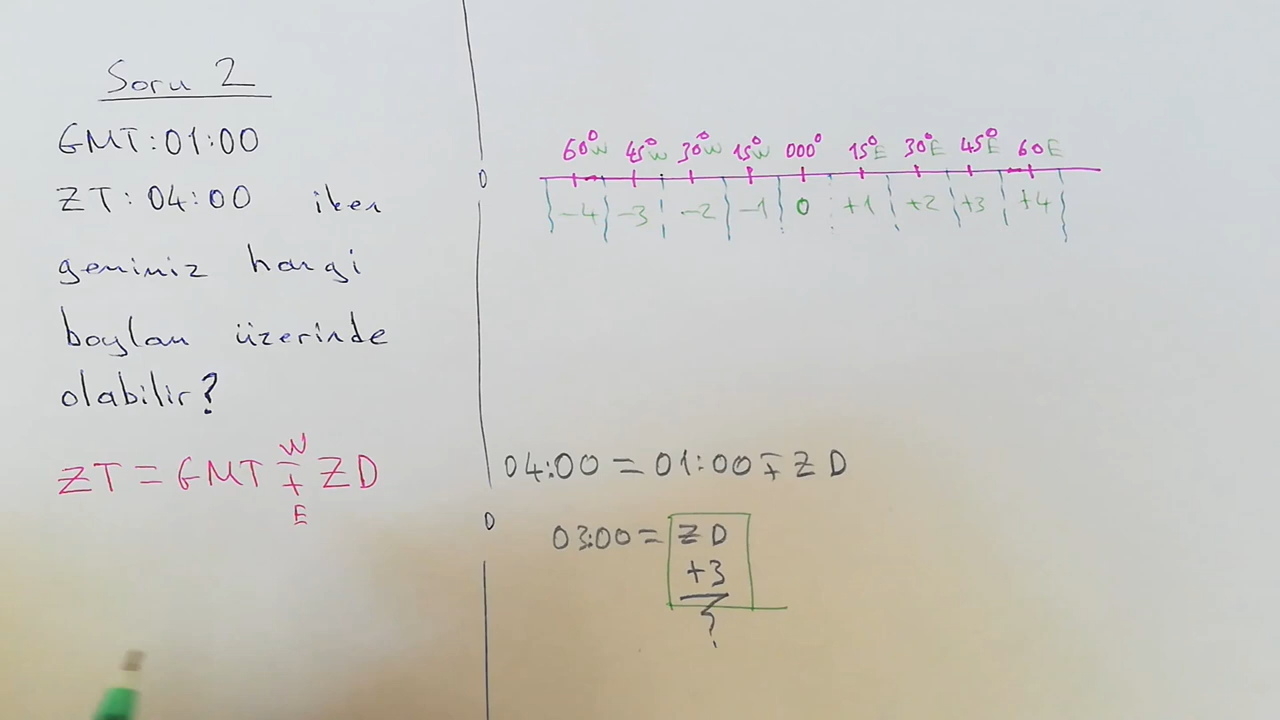 Soru 2
GMT:01:00
ZT:04:00 iken
geminiz hangi
boylam üzerinde
olabilir?
W
ZT = GMT ∓ ZD
E
60°W 45°W 30°W 15°W 000° 15°E 30°E 45°E 60E
-4 -3 -2 -1 0 +1 +2 +3 +4
04:00 = 01:00 ∓ ZD
03:00 = ZD
+3
?